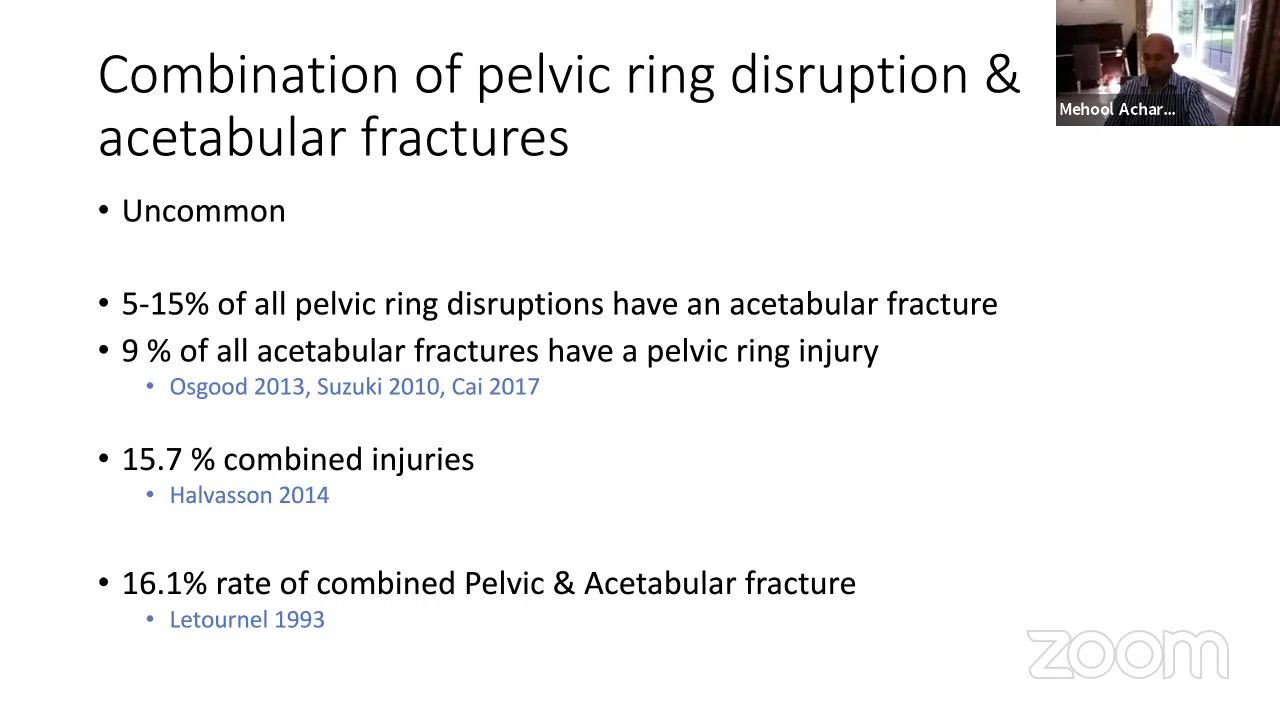 Combination of pelvic ring disruption &
acetabular fractures
• Uncommon
• 5-15% of all pelvic ring disruptions have an acetabular fracture
• 9 % of all acetabular fractures have a pelvic ring injury
• Osgood 2013, Suzuki 2010, Cai 2017
• 15.7 % combined injuries
• Halvasson 2014
• 16.1% rate of combined Pelvic & Acetabular fracture
• Letournel 1993
Mehool Achar...
zoom